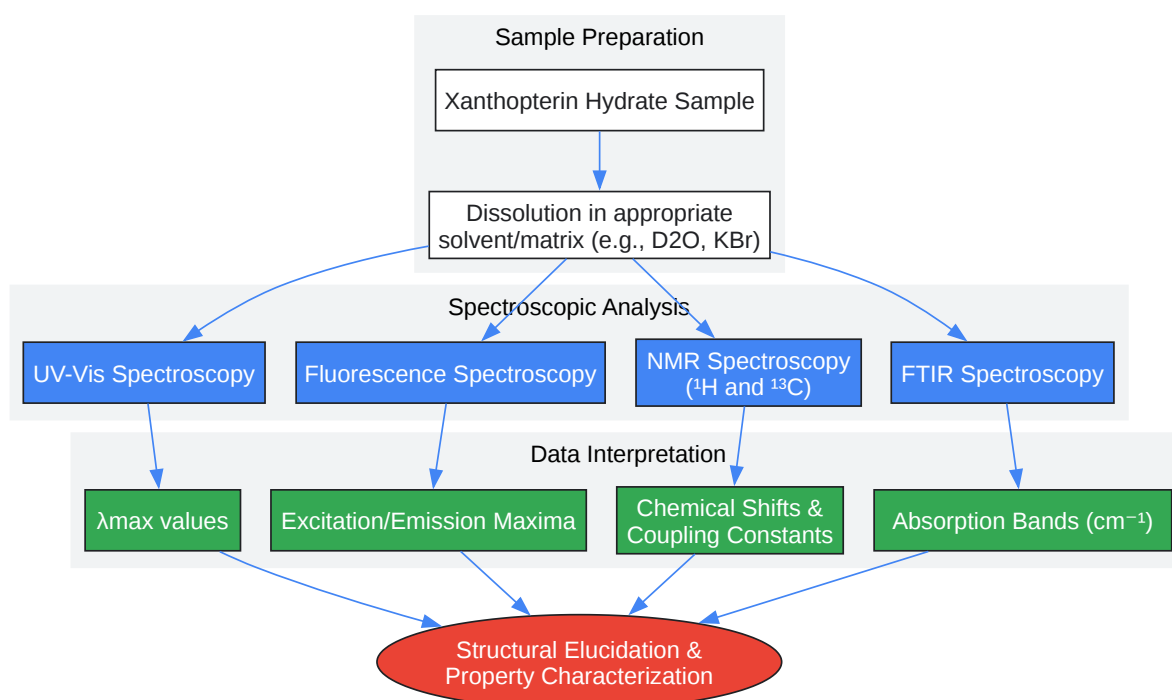 Sample Preparation
Xanthopterin Hydrate Sample
Dissolution in appropriate
solvent/matrix (e.g., D2O, KBr)
Spectroscopic Analysis
UV-Vis Spectroscopy
Fluorescence Spectroscopy
NMR Spectroscopy
(¹H and ¹³C)
FTIR Spectroscopy
Data Interpretation
λmax values
Excitation/Emission Maxima
Chemical Shifts &
Coupling Constants
Absorption Bands (cm⁻¹)
Structural Elucidation &
Property Characterization